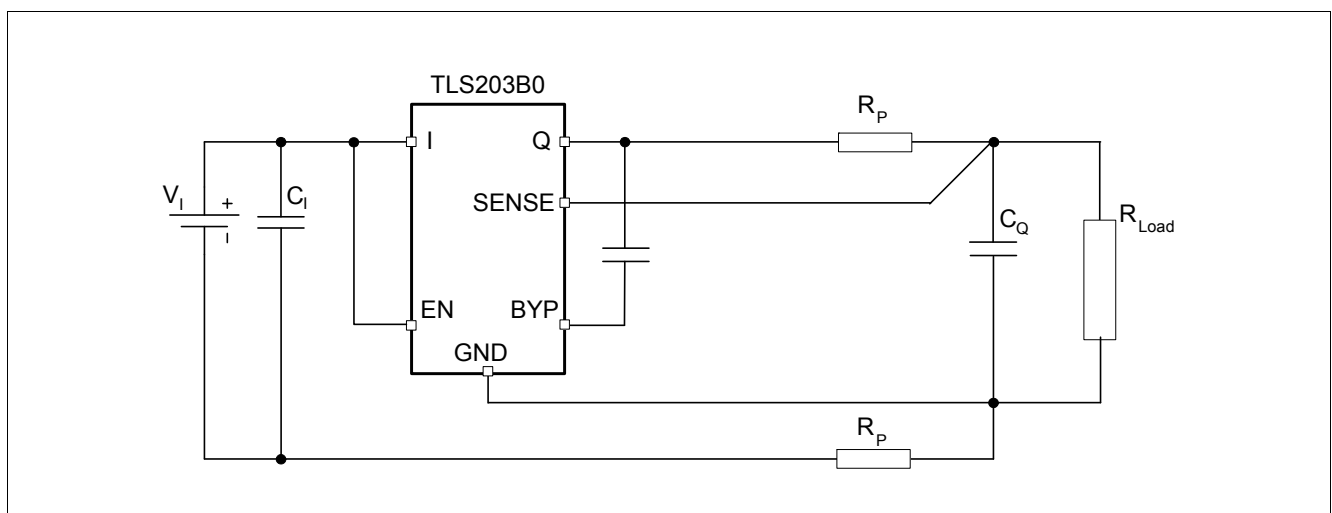 TLS203B0
R_P
I
Q
V_I
+
C_I
SENSE
C_Q
R_Load
EN
BYP
GND
R_P